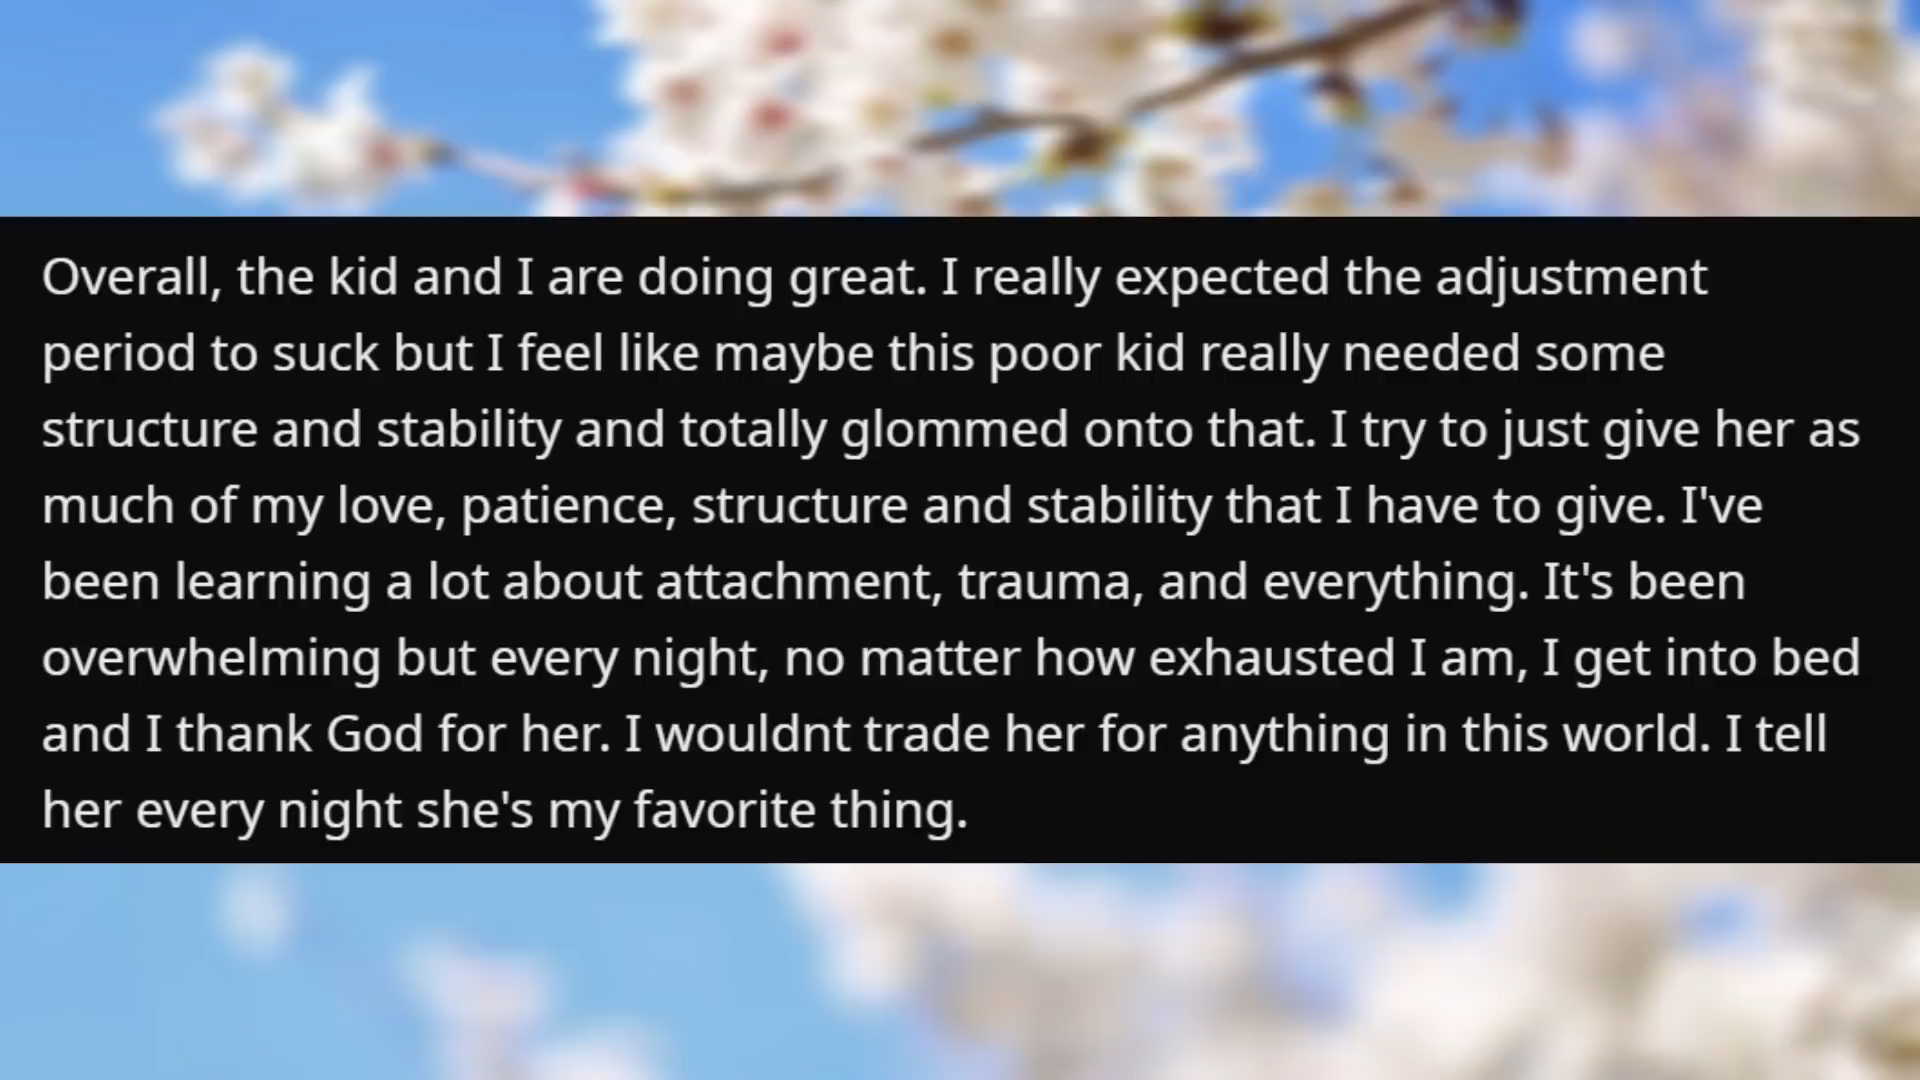 Overall, the kid and I are doing great. I really expected the adjustment
period to suck but I feel like maybe this poor kid really needed some
structure and stability and totally glommed onto that. I try to just give her as
much of my love, patience, structure and stability that I have to give. I've
been learning a lot about attachment, trauma, and everything. It's been
overwhelming but every night, no matter how exhausted I am, I get into bed
and I thank God for her. I wouldnt trade her for anything in this world. I tell
her every night she's my favorite thing.